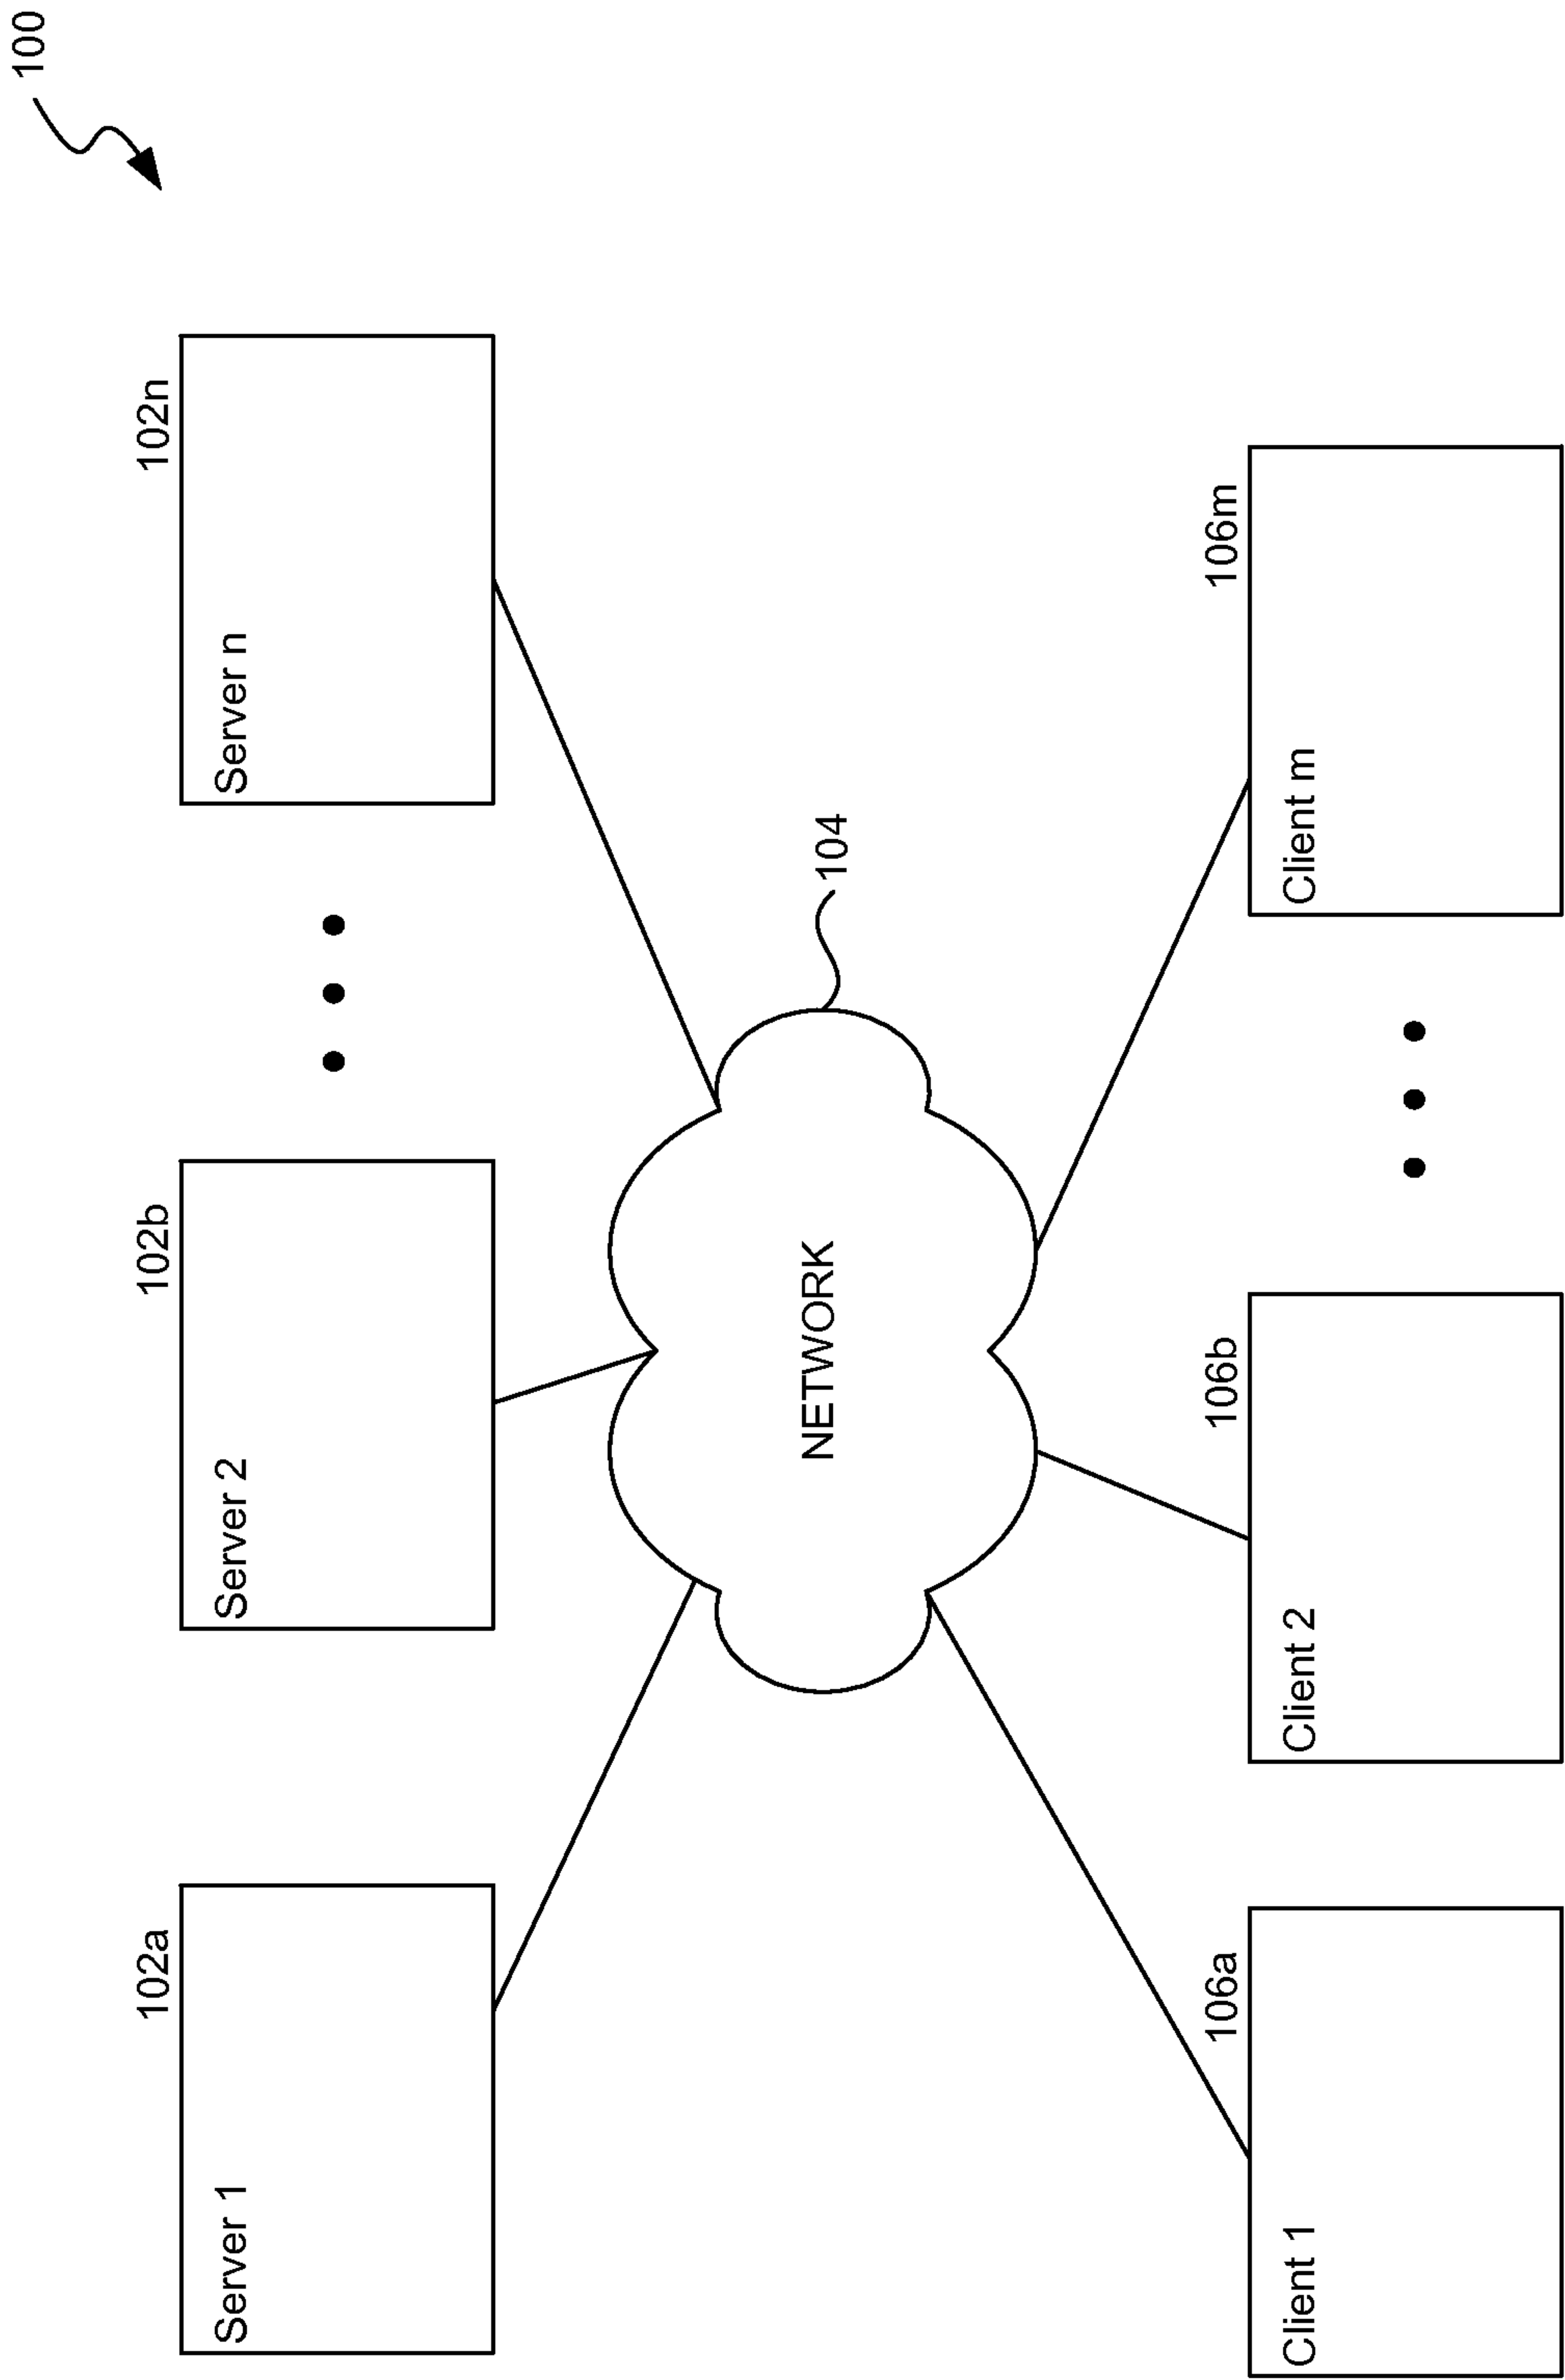 100
102a
102b
102n
Server 1
Server 2
Server n
NETWORK
104
106a
106b
106m
Client 1
Client 2
Client m